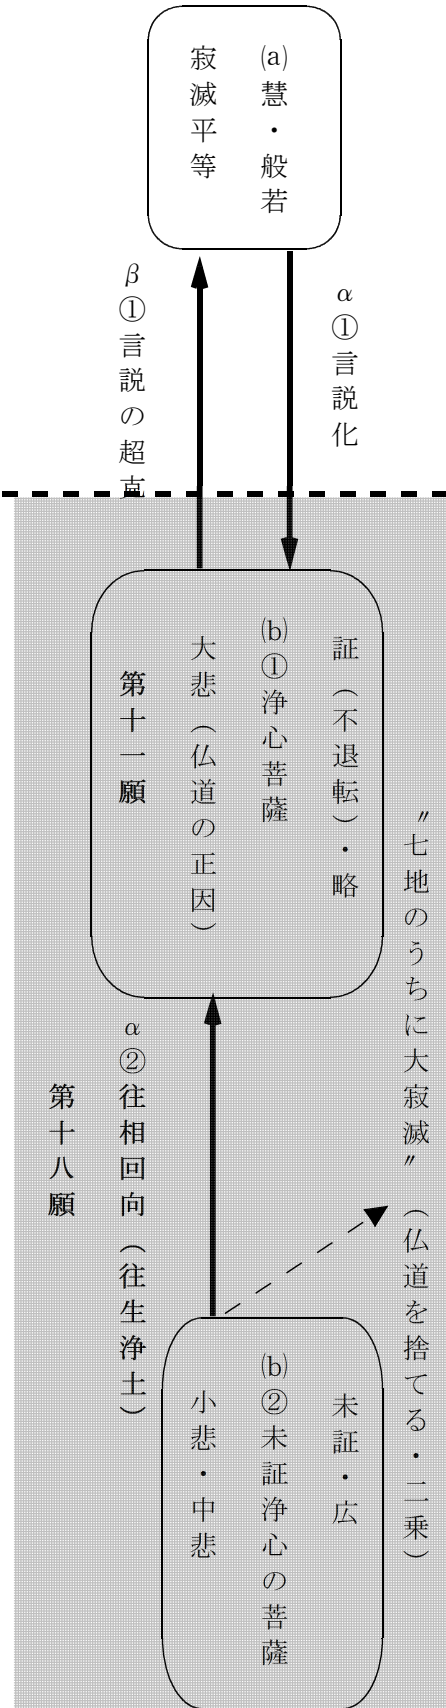 (a)慧・般若
寂滅平等
α①言説化
β①言説の超克
証（不退転）・略
(b)①浄心菩薩
大悲（仏道の正因）
第十一願
〃七地のうちに大寂滅〃（仏道を捨てる・二乗）
α②往相回向（往生浄土）
第十八願
未証・広
(b)②未証浄心の菩薩
小悲・中悲